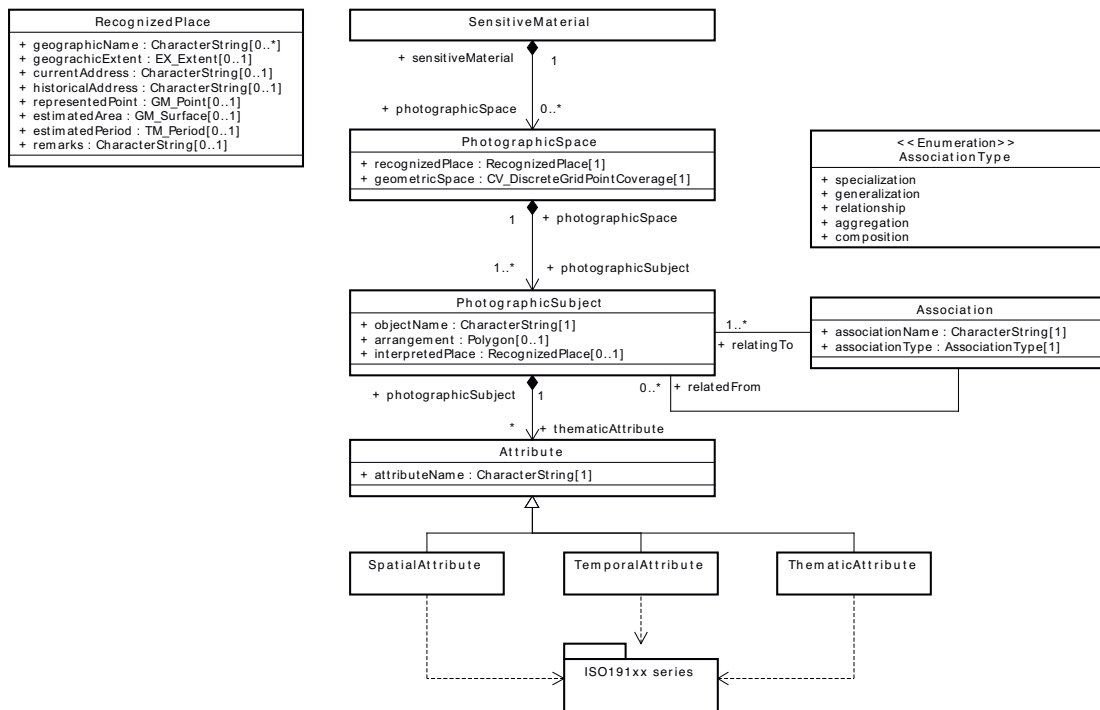 RecognizedPlace
+ geographicName : CharacterString[0..*]
+ geograchicExtent : EX_Extent[0..1]
+ currentAddress : CharacterString[0..1]
+ historicalAddress : CharacterString[0..1]
+ representedPoint : GM_Point[0..1]
+ estimatedArea : GM_Surface[0..1]
+ estimatedPeriod : TM_Period[0..1]
+ remarks : CharacterString[0..1]
SensitiveMaterial
+ sensitiveMaterial
1
+ photographicSpace
0..*
PhotographicSpace
+ recognizedPlace : RecognizedPlace[1]
+ geometricSpace : CV_DiscreteGridPointCoverage[1]
<<Enumeration>>
AssociationType
+ specialization
+ generalization
+ relationship
+ aggregation
+ composition
1
+ photographicSpace
1..*
+ photographicSubject
PhotographicSubject
+ objectName : CharacterString[1]
+ arrangement : Polygon[0..1]
+ interpretedPlace : RecognizedPlace[0..1]
1..*
+ relatingTo
Association
+ associationName : CharacterString[1]
+ associationType : AssociationType[1]
0..*
+ relatedFrom
+ photographicSubject
1
*
+ thematicAttribute
Attribute
+ attributeName : CharacterString[1]
SpatialAttribute
TemporalAttribute
ThematicAttribute
ISO191xx series